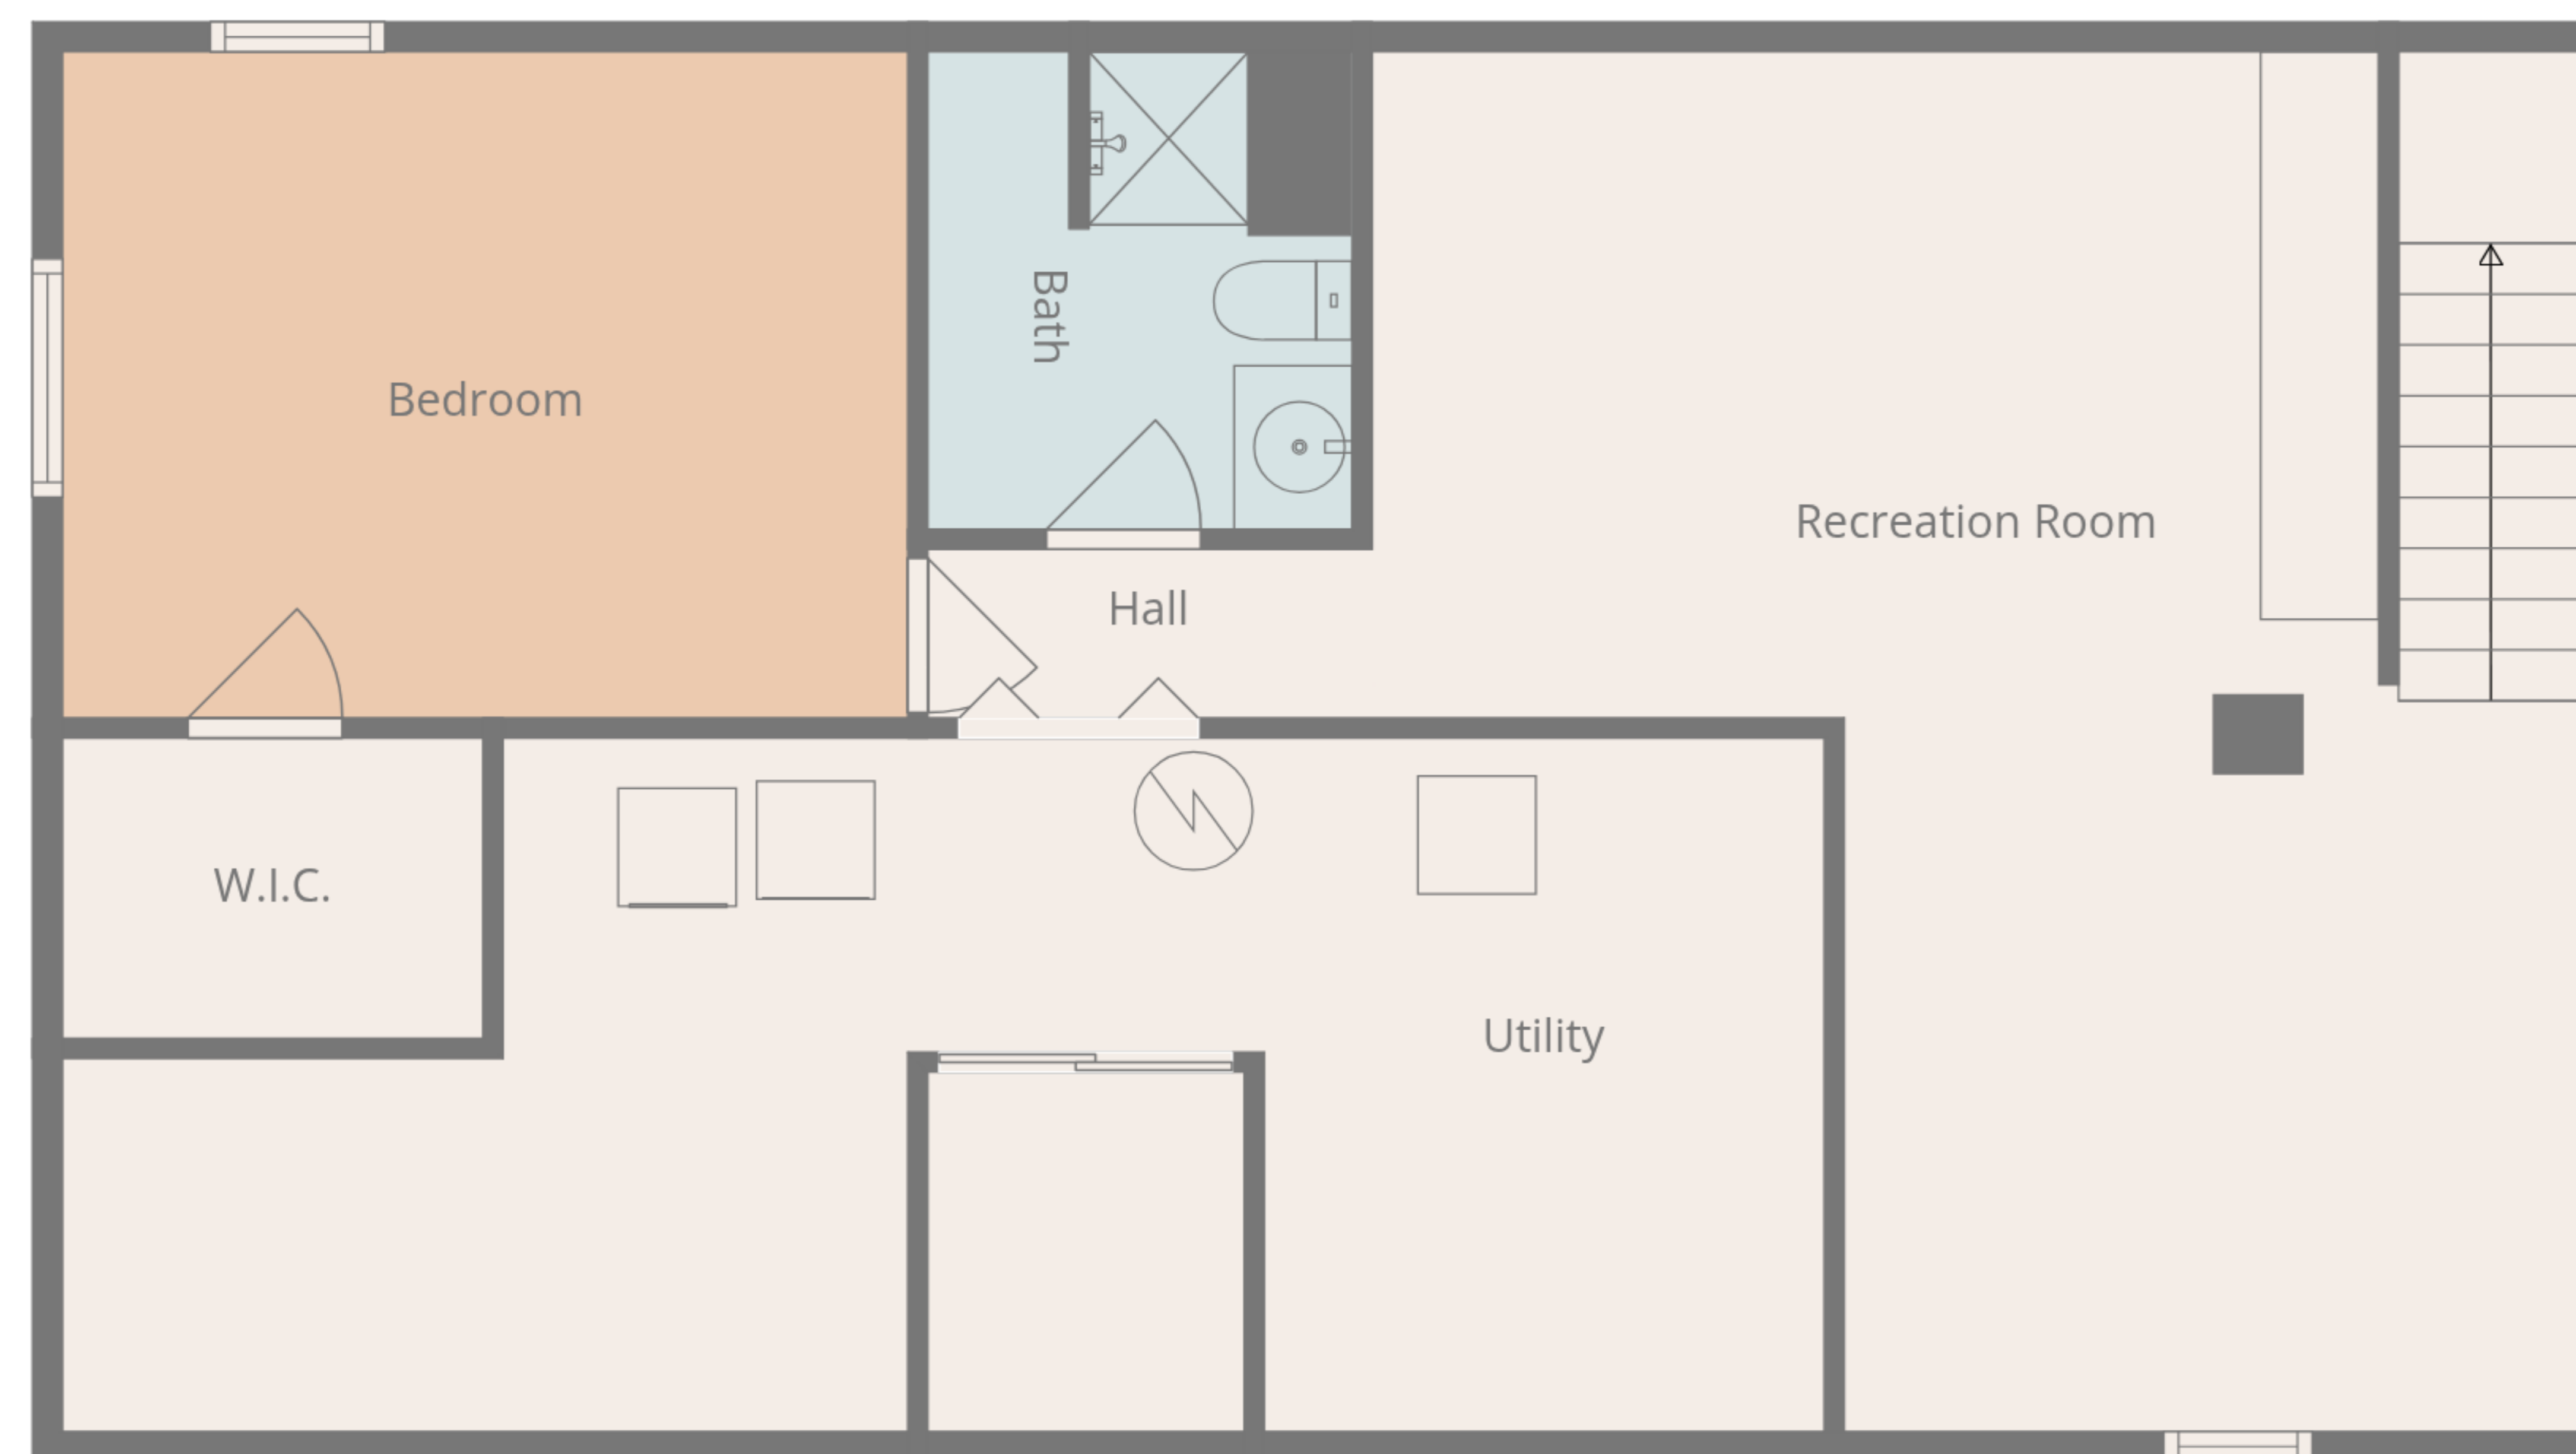 Bath
Bedroom
Recreation Room
Hall
W.I.C.
Utility